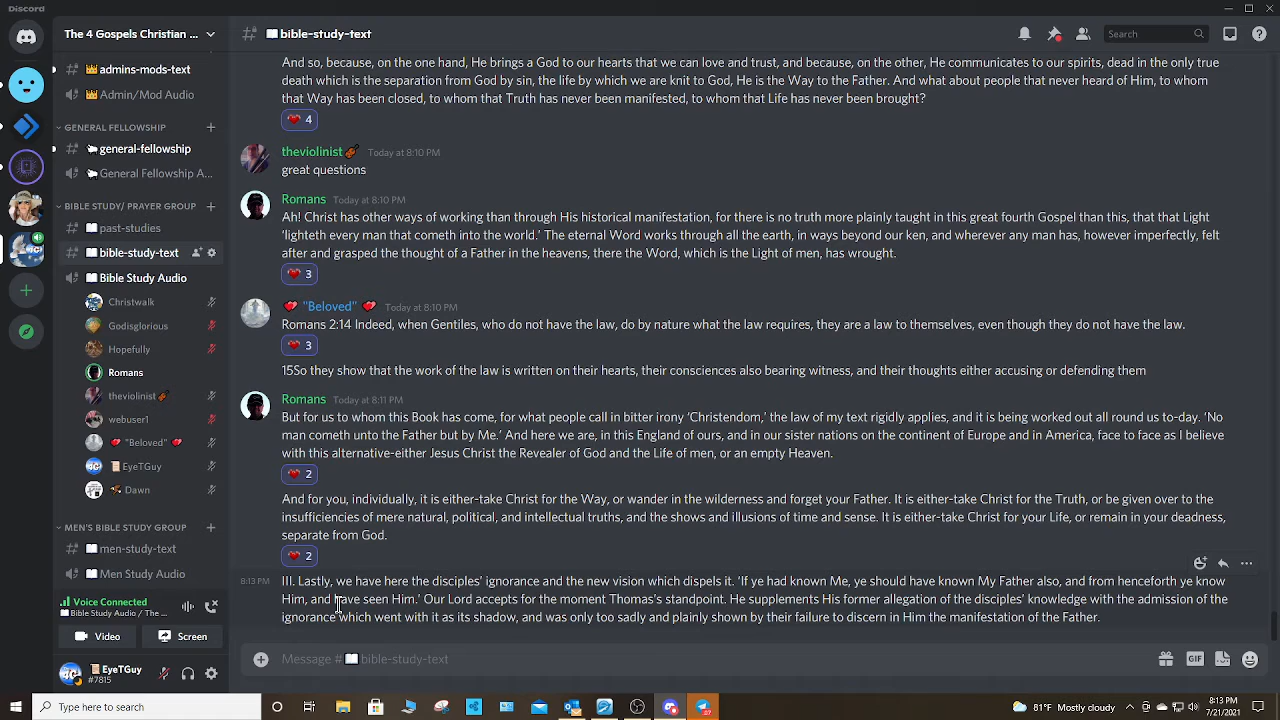 Discord
The 4 Gospels Christian ...
bible-study-text
Search
admins-mods-text
Admin/Mod Audio
GENERAL FELLOWSHIP
general-fellowship
General Fellowship A...
BIBLE STUDY/ PRAYER GROUP
past-studies
bible-study-text
Bible Study Audio
Christwalk
Godisglorious
Hopefully
Romans
theviolinist
webuser1
"Beloved"
EyeTGuy
Dawn
MEN'S BIBLE STUDY GROUP
men-study-text
Men Study Audio
Voice Connected
Bible Study Audio / The ...
Video
Screen
EyeTGuy
#7815
And so, because, on the one hand, He brings a God to our hearts that we can love and trust, and because, on the other, He communicates to our spirits, dead in the only true
death which is the separation from God by sin, the life by which we are knit to God, He is the Way to the Father. And what about people that never heard of Him, to whom
that Way has been closed, to whom that Truth has never been manifested, to whom that Life has never been brought?
4
theviolinist Today at 8:10 PM
great questions
Romans Today at 8:10 PM
Ah! Christ has other ways of working than through His historical manifestation, for there is no truth more plainly taught in this great fourth Gospel than this, that that Light
'lighteth every man that cometh into the world.' The eternal Word works through all the earth, in ways beyond our ken, and wherever any man has, however imperfectly, felt
after and grasped the thought of a Father in the heavens, there the Word, which is the Light of men, has wrought.
3
"Beloved" Today at 8:10 PM
Romans 2:14 Indeed, when Gentiles, who do not have the law, do by nature what the law requires, they are a law to themselves, even though they do not have the law.
3
15So they show that the work of the law is written on their hearts, their consciences also bearing witness, and their thoughts either accusing or defending them
Romans Today at 8:11 PM
But for us to whom this Book has come, for what people call in bitter irony 'Christendom,' the law of my text rigidly applies, and it is being worked out all round us to-day. 'No
man cometh unto the Father but by Me.' And here we are, in this England of ours, and in our sister nations on the continent of Europe and in America, face to face as I believe
with this alternative-either Jesus Christ the Revealer of God and the Life of men, or an empty Heaven.
2
And for you, individually, it is either-take Christ for the Way, or wander in the wilderness and forget your Father. It is either-take Christ for the Truth, or be given over to the
insufficiencies of mere natural, political, and intellectual truths, and the shows and illusions of time and sense. It is either-take Christ for your Life, or remain in your deadness,
separate from God.
2
8:13 PM III. Lastly, we have here the disciples' ignorance and the new vision which dispels it. 'If ye had known Me, ye should have known My Father also, and from henceforth ye know
Him, and have seen Him.' Our Lord accepts for the moment Thomas's standpoint. He supplements His former allegation of the disciples' knowledge with the admission of the
ignorance which went with it as its shadow, and was only too sadly and plainly shown by their failure to discern in Him the manifestation of the Father.
Message # bible-study-text
GIF
Type here to search
81°F Mostly cloudy
8:13 PM
7/21/2021